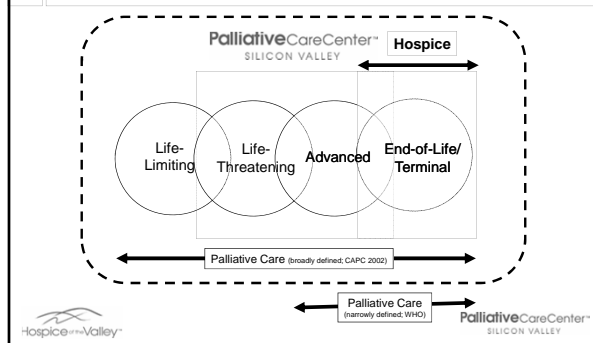 PalliativeCareCenter™
SILICON VALLEY
Hospice
Life-
Limiting
Life-
Threatening
Advanced
End-of-Life/
Terminal
Palliative Care (broadly defined; CAPC 2002)
Palliative Care
(narrowly defined; WHO)
Hospice of the Valley™
PalliativeCareCenter™
SILICON VALLEY